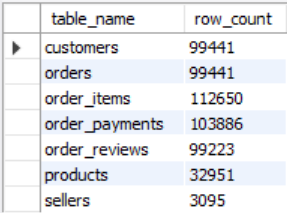 table_name row_count
customers 99441
orders 99441
order_items 112650
order_payments 103886
order_reviews 99223
products 32951
sellers 3095